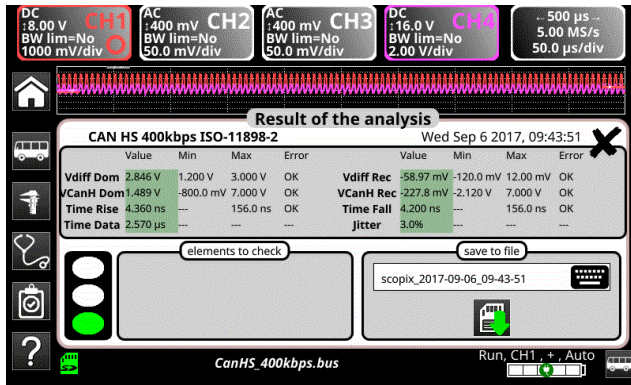 DC
↕8.00 V CH1
BW lim=No
1000 mV/div
AC
↕400 mV CH2
BW lim=No
50.0 mV/div
AC
↕400 mV CH3
BW lim=No
50.0 mV/div
DC
↕16.0 V CH4
BW lim=No
2.00 V/div
←500 µs→
5.00 MS/s
50.0 µs/div
Result of the analysis
CAN HS 400kbps ISO-11898-2 Wed Sep 6 2017, 09:43:51
Value Min Max Error Value Min Max Error
Vdiff Dom 2.846 V 1.200 V 3.000 V OK Vdiff Rec -58.97 mV -120.0 mV 12.00 mV OK
VCanH Dom 1.489 V -800.0 mV 7.000 V OK VCanH Rec -227.8 mV -2.120 V 7.000 V OK
Time Rise 4.360 ns --- 156.0 ns OK Time Fall 4.200 ns --- 156.0 ns OK
Time Data 2.570 µs --- --- --- Jitter 3.0% --- --- ---
elements to check
save to file
scopix_2017-09-06_09-43-51
?
CanHS_400kbps.bus
Run, CH1 , + , Auto